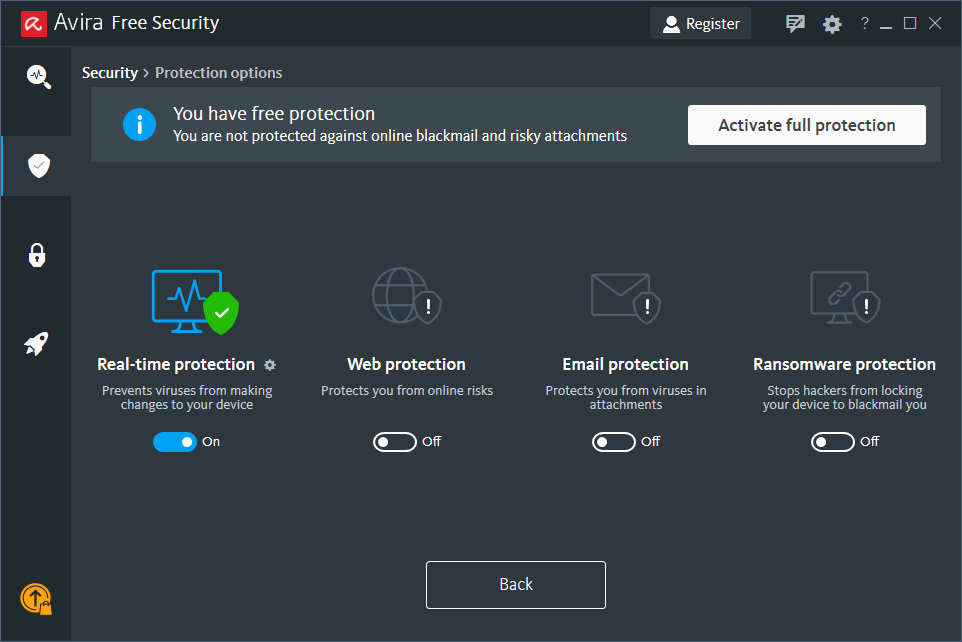 Avira Free Security
Register
?
Security > Protection options
You have free protection
You are not protected against online blackmail and risky attachments
Activate full protection
Real-time protection
Prevents viruses from making
changes to your device
On
Web protection
Protects you from online risks
Off
Email protection
Protects you from viruses in
attachments
Off
Ransomware protection
Stops hackers from locking
your device to blackmail you
Off
Back